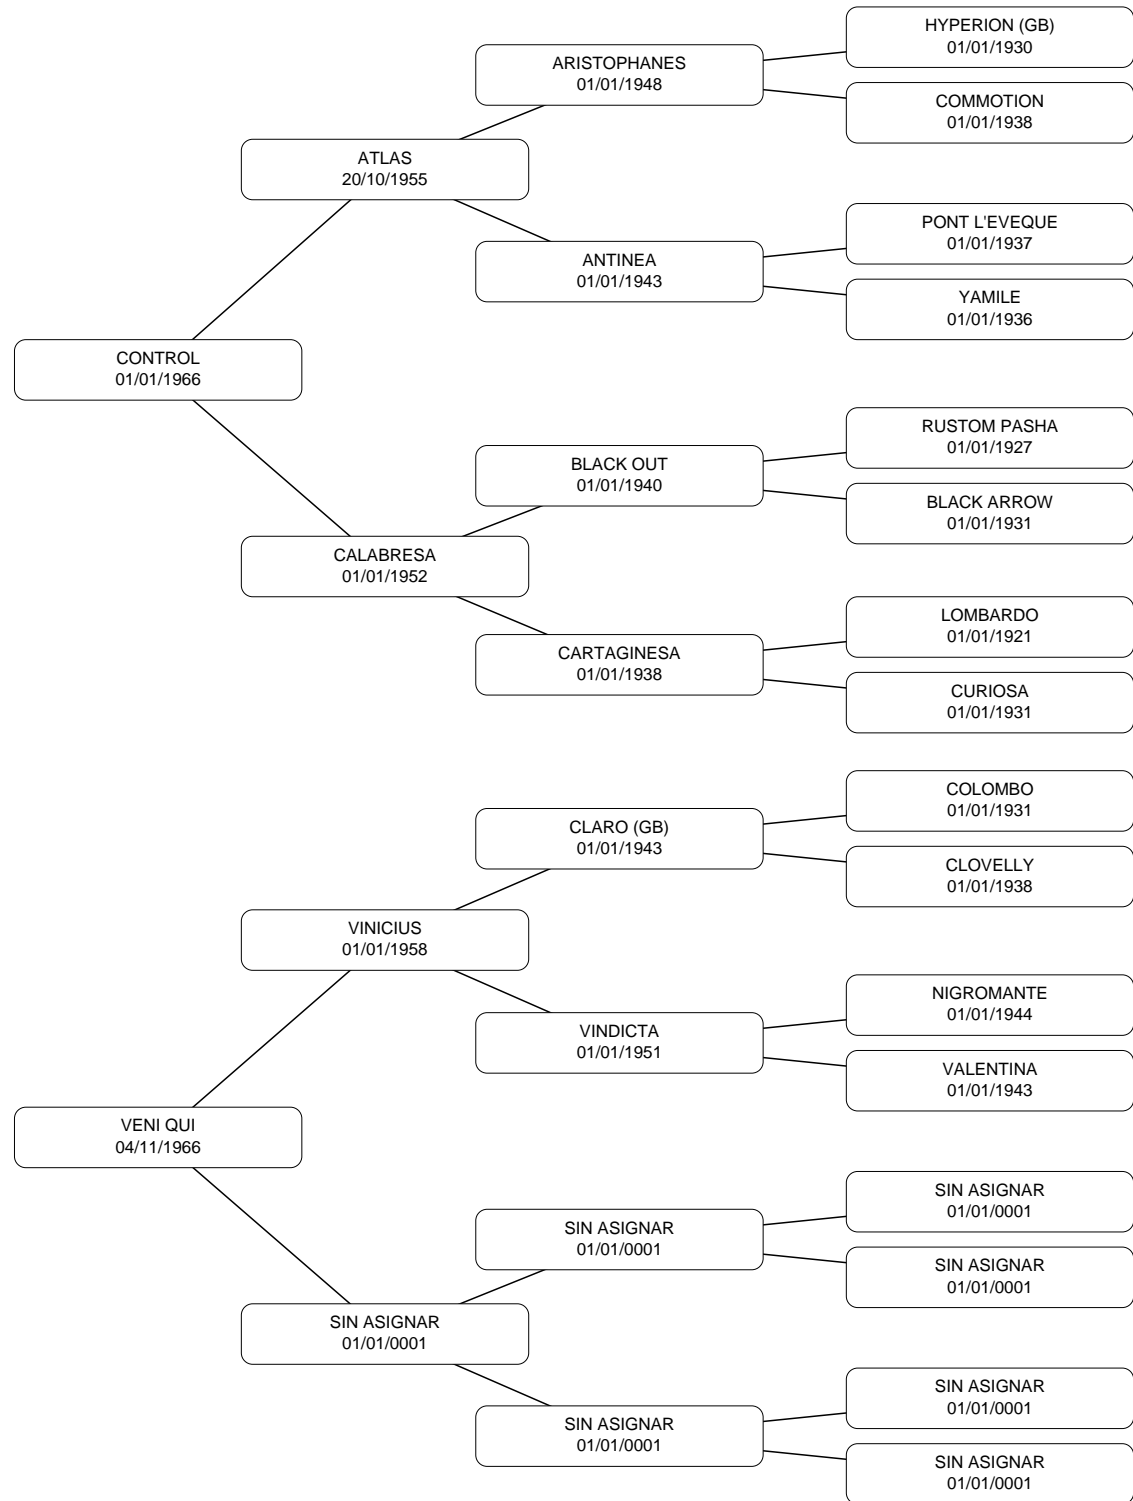 HYPERION (GB)
01/01/1930
ARISTOPHANES
01/01/1948
COMMOTION
01/01/1938
ATLAS
20/10/1955
PONT L'EVEQUE
01/01/1937
ANTINEA
01/01/1943
YAMILE
01/01/1936
CONTROL
01/01/1966
RUSTOM PASHA
01/01/1927
BLACK OUT
01/01/1940
BLACK ARROW
01/01/1931
CALABRESA
01/01/1952
LOMBARDO
01/01/1921
CARTAGINESA
01/01/1938
CURIOSA
01/01/1931
COLOMBO
01/01/1931
CLARO (GB)
01/01/1943
CLOVELLY
01/01/1938
VINICIUS
01/01/1958
NIGROMANTE
01/01/1944
VINDICTA
01/01/1951
VALENTINA
01/01/1943
VENI QUI
04/11/1966
SIN ASIGNAR
01/01/0001
SIN ASIGNAR
01/01/0001
SIN ASIGNAR
01/01/0001
SIN ASIGNAR
01/01/0001
SIN ASIGNAR
01/01/0001
SIN ASIGNAR
01/01/0001
SIN ASIGNAR
01/01/0001